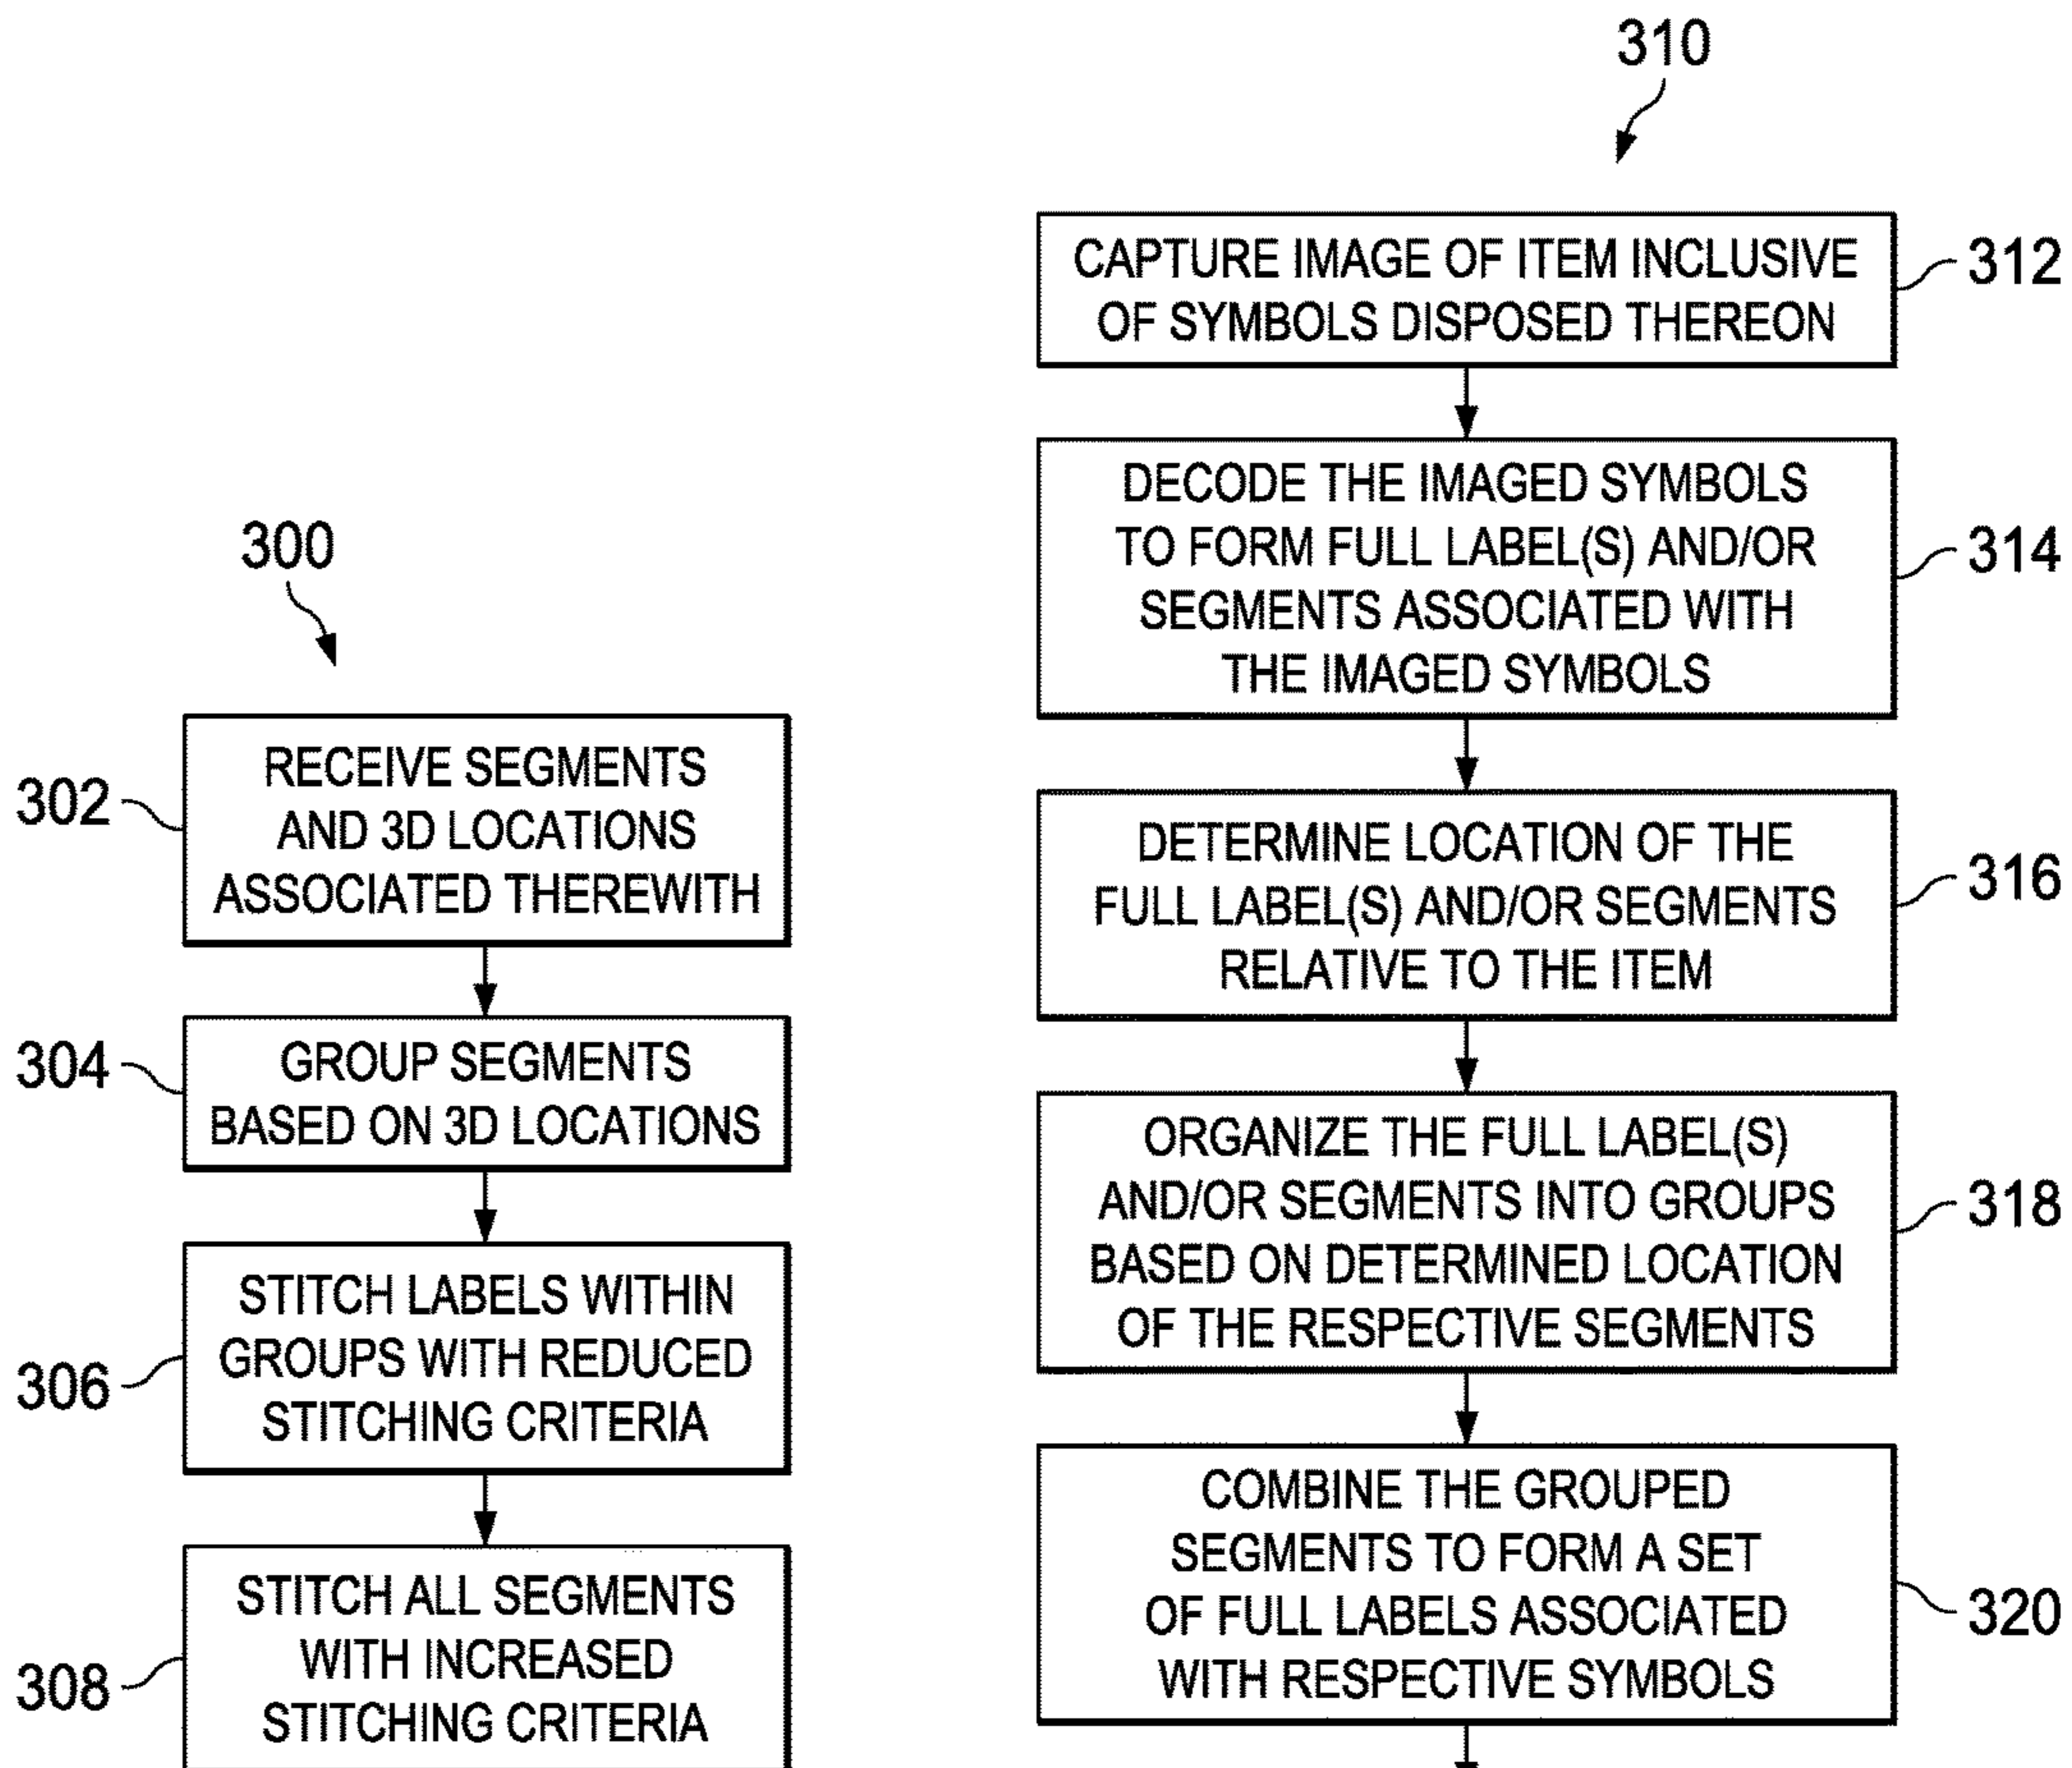 300
302
RECEIVE SEGMENTS
AND 3D LOCATIONS
ASSOCIATED THEREWITH
304
GROUP SEGMENTS
BASED ON 3D LOCATIONS
306
STITCH LABELS WITHIN
GROUPS WITH REDUCED
STITCHING CRITERIA
308
STITCH ALL SEGMENTS
WITH INCREASED
STITCHING CRITERIA
310
CAPTURE IMAGE OF ITEM INCLUSIVE
OF SYMBOLS DISPOSED THEREON
312
DECODE THE IMAGED SYMBOLS
TO FORM FULL LABEL(S) AND/OR
SEGMENTS ASSOCIATED WITH
THE IMAGED SYMBOLS
314
DETERMINE LOCATION OF THE
FULL LABEL(S) AND/OR SEGMENTS
RELATIVE TO THE ITEM
316
ORGANIZE THE FULL LABEL(S)
AND/OR SEGMENTS INTO GROUPS
BASED ON DETERMINED LOCATION
OF THE RESPECTIVE SEGMENTS
318
COMBINE THE GROUPED
SEGMENTS TO FORM A SET
OF FULL LABELS ASSOCIATED
WITH RESPECTIVE SYMBOLS
320